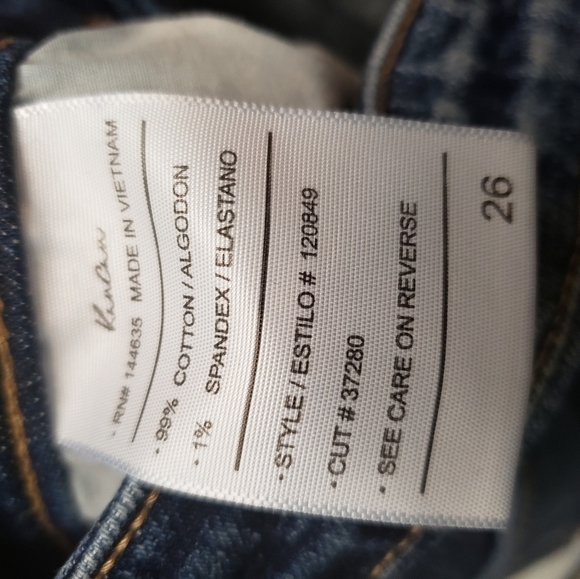 KanCan
RN# 144635 MADE IN VIETNAM
· 99% COTTON / ALGODON
· 1% SPANDEX / ELASTANO
· STYLE / ESTILO # 120849
· CUT # 37280
· SEE CARE ON REVERSE
26